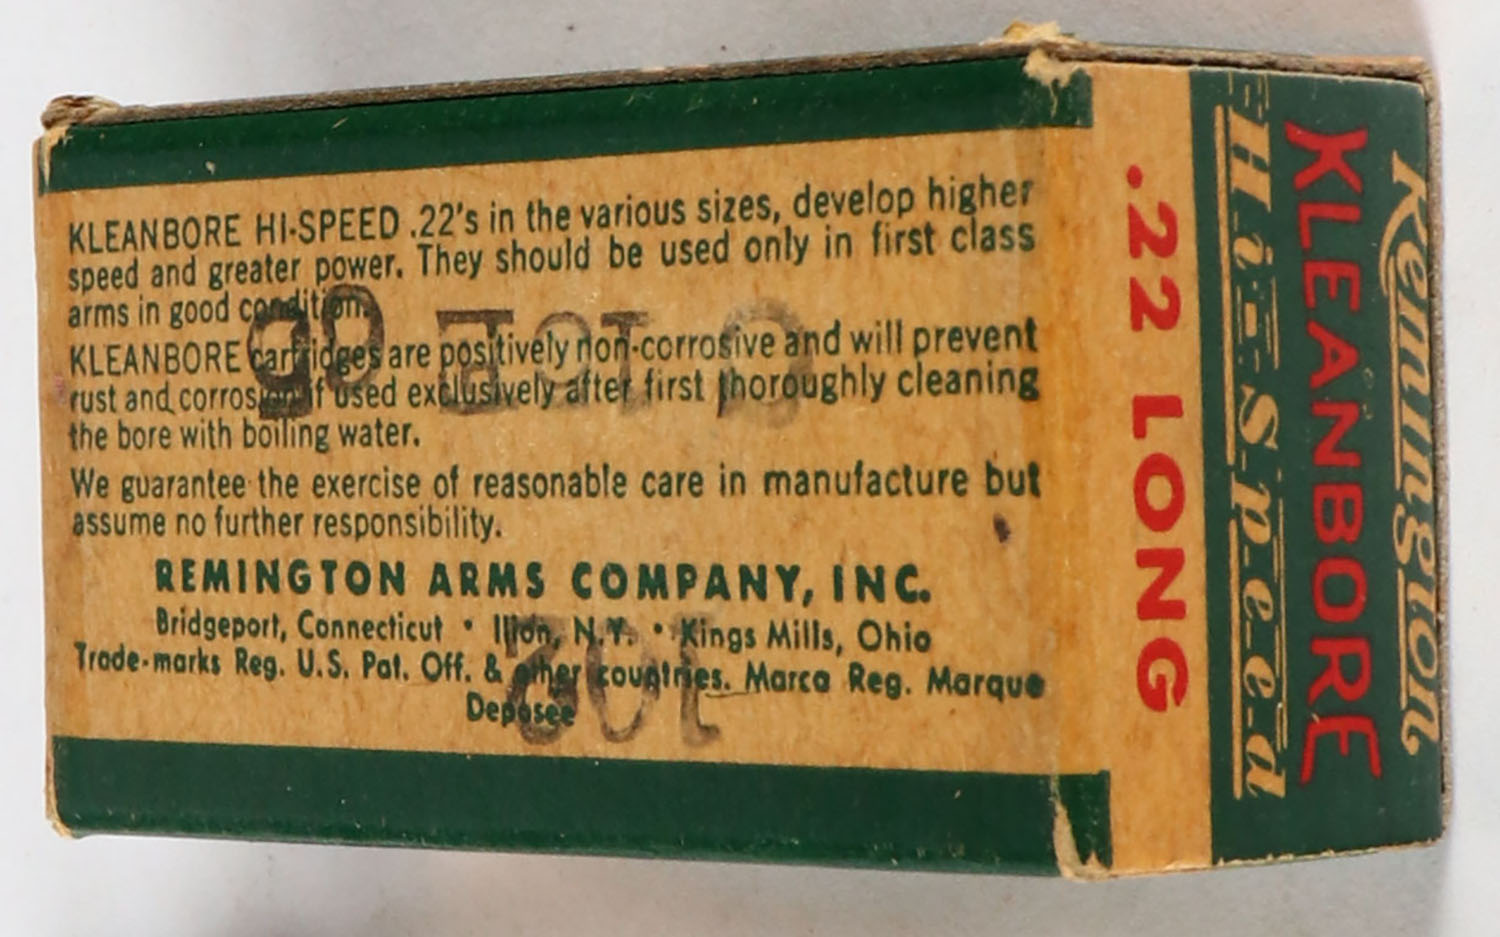 KLEANBORE HI-SPEED .22's in the various sizes, develop higher
speed and greater power. They should be used only in first class
arms in good condition.
KLEANBORE cartridges are positively non-corrosive and will prevent
rust and corrosion if used exclusively after first thoroughly cleaning
the bore with boiling water.
We guarantee the exercise of reasonable care in manufacture but
assume no further responsibility.
REMINGTON ARMS COMPANY, INC.
Bridgeport, Connecticut • Ilion, N.Y. • Kings Mills, Ohio
Trade-marks Reg. U.S. Pat. Off. & other countries. Marca Reg. Marque
Deposee
Remington
KLEANBORE
Hi-Speed
.22 LONG